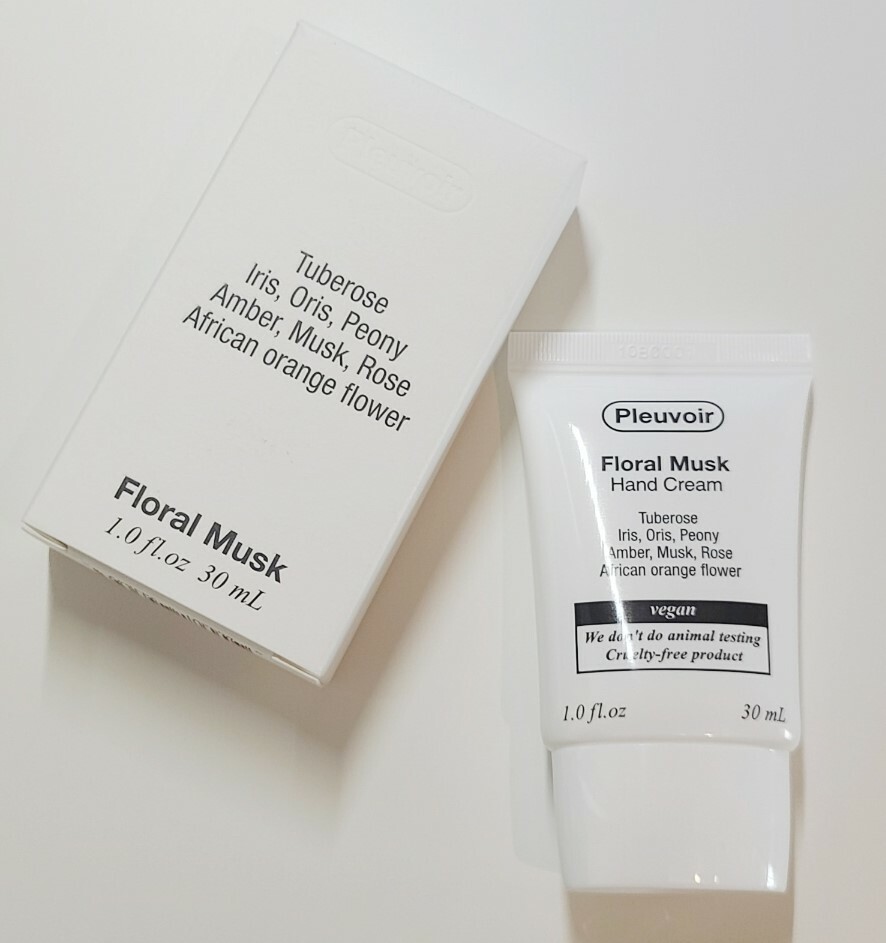 Pleuvoir
Tuberose
Iris, Oris, Peony
Amber, Musk, Rose
African orange flower
Floral Musk
1.0 fl.oz 30 mL
Pleuvoir
Floral Musk
Hand Cream
Tuberose
Iris, Oris, Peony
Amber, Musk, Rose
African orange flower
vegan
We don't do animal testing
Cruelty-free product
1.0 fl.oz 30 mL